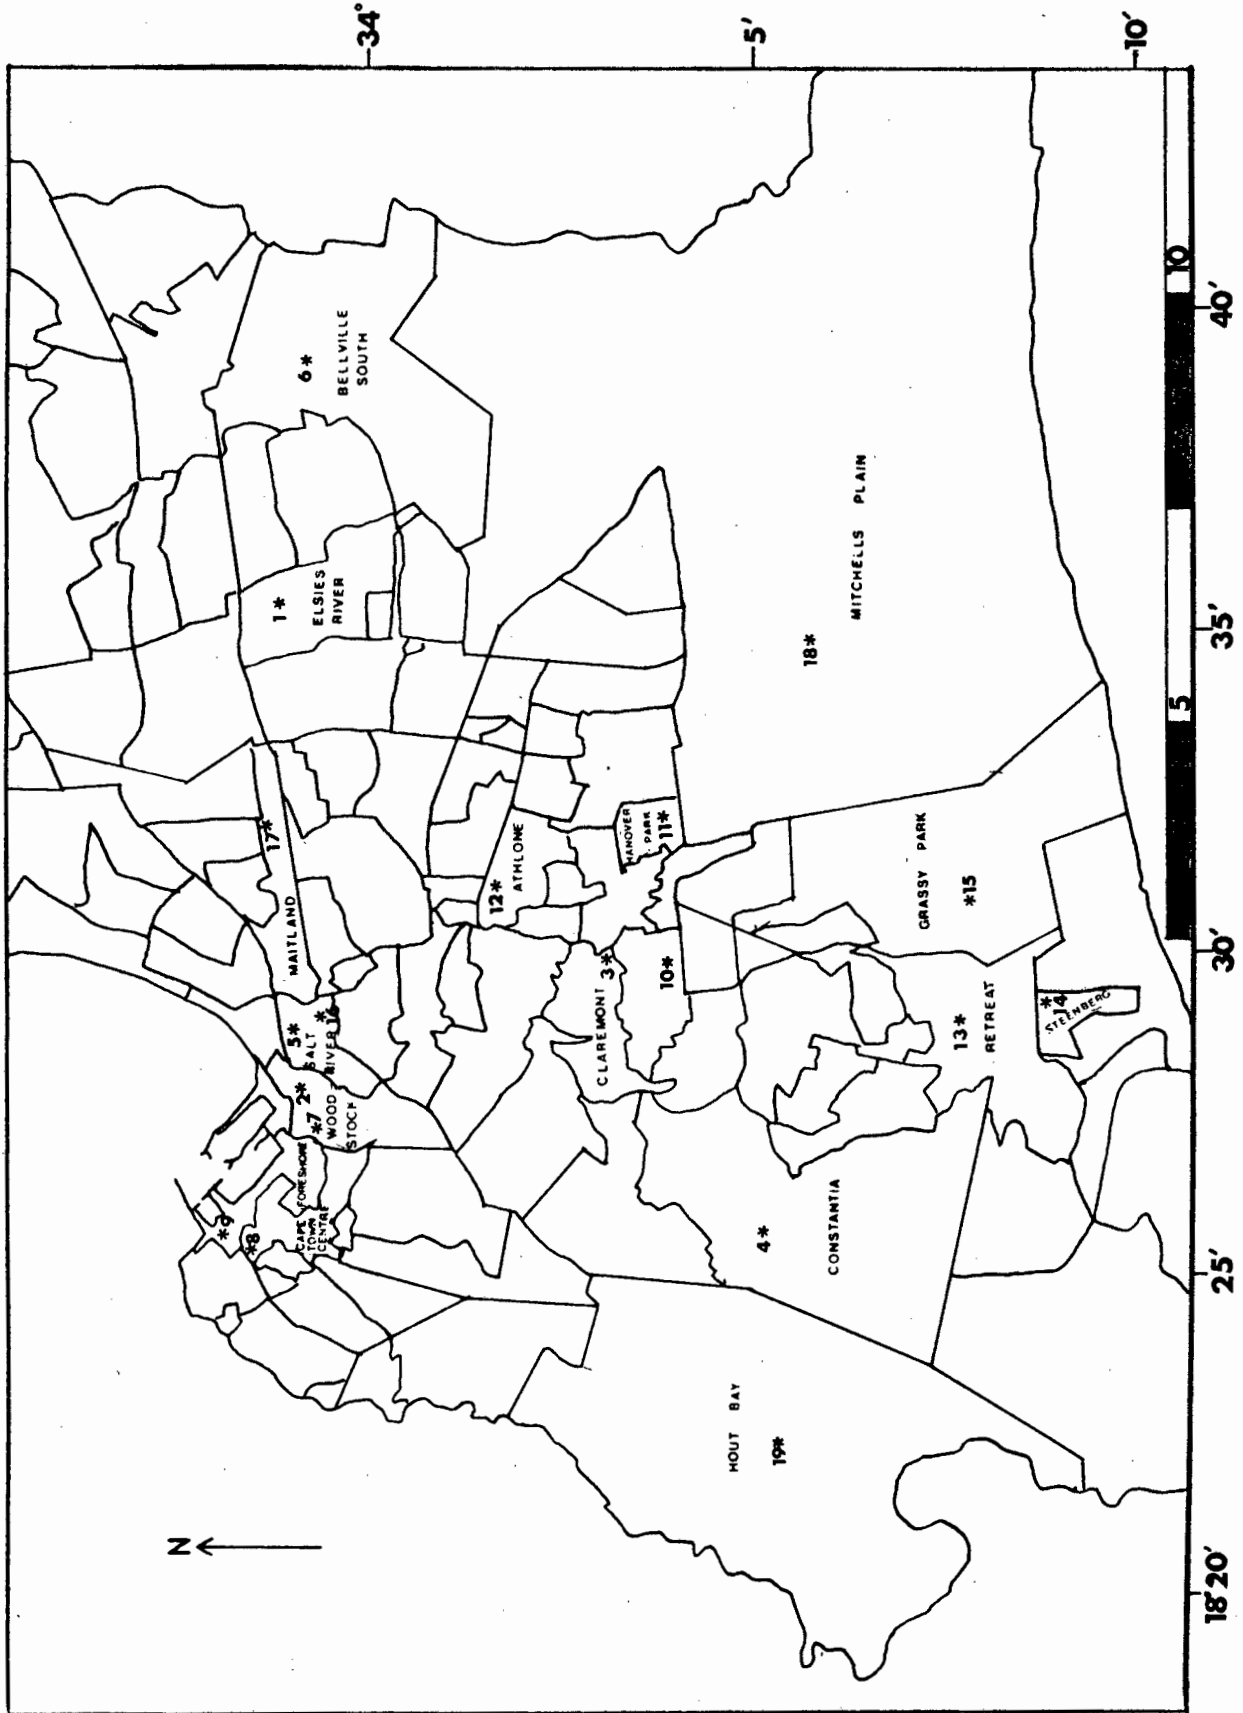 N
*9
*8
1*
6*
17*
5*
2*
*7
MAITLAND
CAPE
TOWN
CENTRE
FORESHORE
WOOD-
STOCK
SALT
RIVER
16
*
ELSIES
RIVER
BELLVILLE
SOUTH
34°
12*
ATHLONE
CLAREMONT
3*
HANOVER
PARK
11*
10*
HOUT BAY
19*
4*
CONSTANTIA
5'
18*
MITCHELLS PLAIN
GRASSY PARK
*15
13*
RETREAT
*
14
STEENBERG
10'
5
10
18°20'
25'
30'
35'
40'